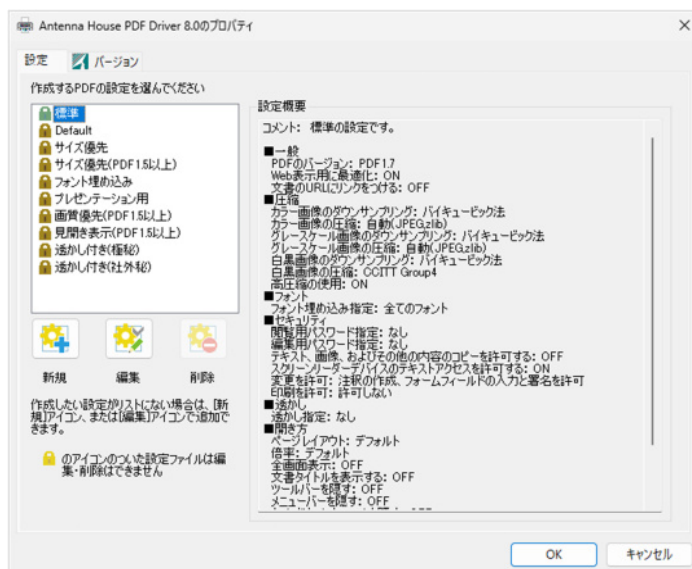 Antenna House PDF Driver 8.0のプロパティ
設定
バージョン
作成するPDFの設定を選んでください
標準
Default
サイズ優先
サイズ優先(PDF1.5以上)
フォント埋め込み
プレゼンテーション用
画質優先(PDF1.5以上)
見開き表示(PDF1.5以上)
透かし付き(極秘)
透かし付き(社外秘)
新規
編集
削除
作成したい設定がリストにない場合は、[新
規]アイコン、または[編集]アイコンで追加で
きます。
のアイコンのついた設定ファイルは編
集・削除はできません
設定概要
コメント: 標準の設定です。
■一般
PDFのバージョン: PDF1.7
Web表示用に最適化: ON
文書のURLにリンクをつける: OFF
■圧縮
カラー画像のダウンサンプリング: バイキュービック法
カラー画像の圧縮: 自動(JPEG,zlib)
グレースケール画像のダウンサンプリング: バイキュービック法
グレースケール画像の圧縮: 自動(JPEG,zlib)
白黒画像のダウンサンプリング: バイキュービック法
白黒画像の圧縮: CCITT Group4
高圧縮の使用: ON
■フォント
フォント埋め込み指定: 全てのフォント
■セキュリティ
閲覧用パスワード指定: なし
編集用パスワード指定: なし
テキスト、画像、およびその他の内容のコピーを許可する: OFF
スクリーンリーダーデバイスのテキストアクセスを許可する: ON
変更を許可: 注釈の作成、フォームフィールドの入力と署名を許可
印刷を許可: 許可しない
■透かし
透かし指定: なし
■開き方
ページレイアウト: デフォルト
倍率: デフォルト
全画面表示: OFF
文書タイトルを表示する: OFF
ツールバーを隠す: OFF
メニューバーを隠す: OFF
OK
キャンセル